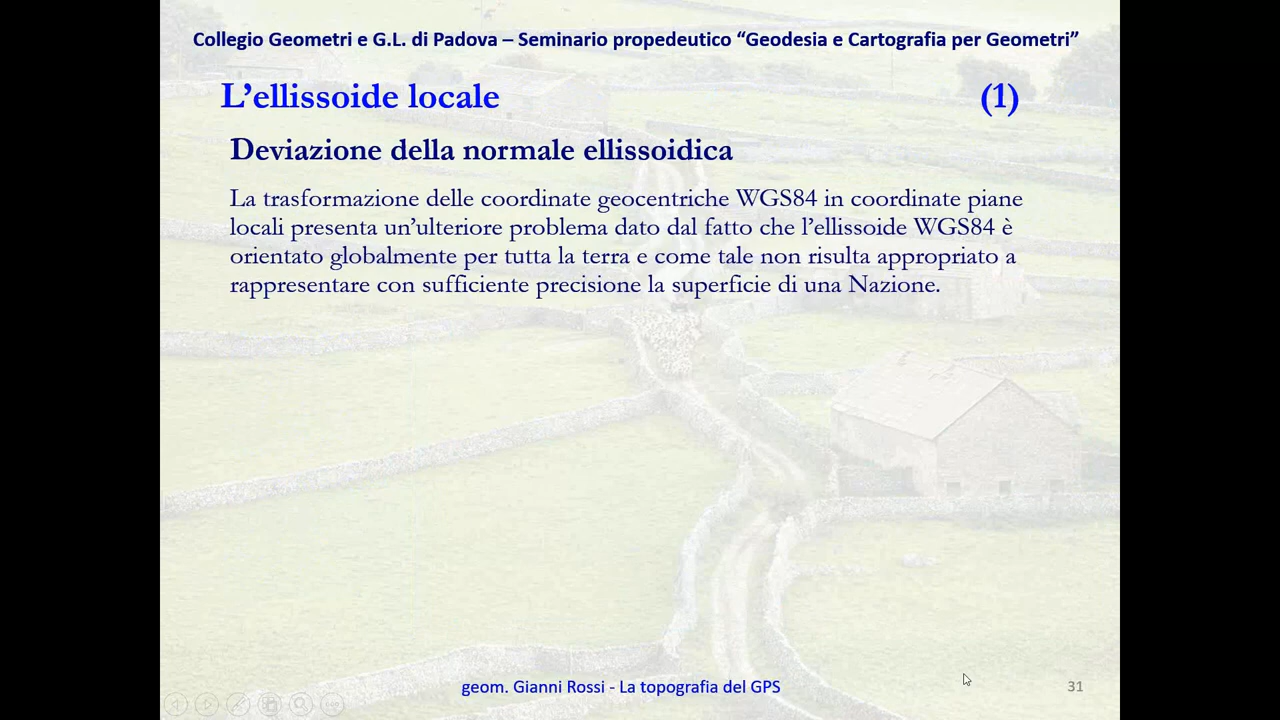 Collegio Geometri e G.L. di Padova – Seminario propedeutico “Geodesia e Cartografia per Geometri”
L’ellissoide locale (1)
Deviazione della normale ellissoidica
La trasformazione delle coordinate geocentriche WGS84 in coordinate piane
locali presenta un’ulteriore problema dato dal fatto che l’ellissoide WGS84 è
orientato globalmente per tutta la terra e come tale non risulta appropriato a
rappresentare con sufficiente precisione la superficie di una Nazione.
geom. Gianni Rossi - La topografia del GPS
31